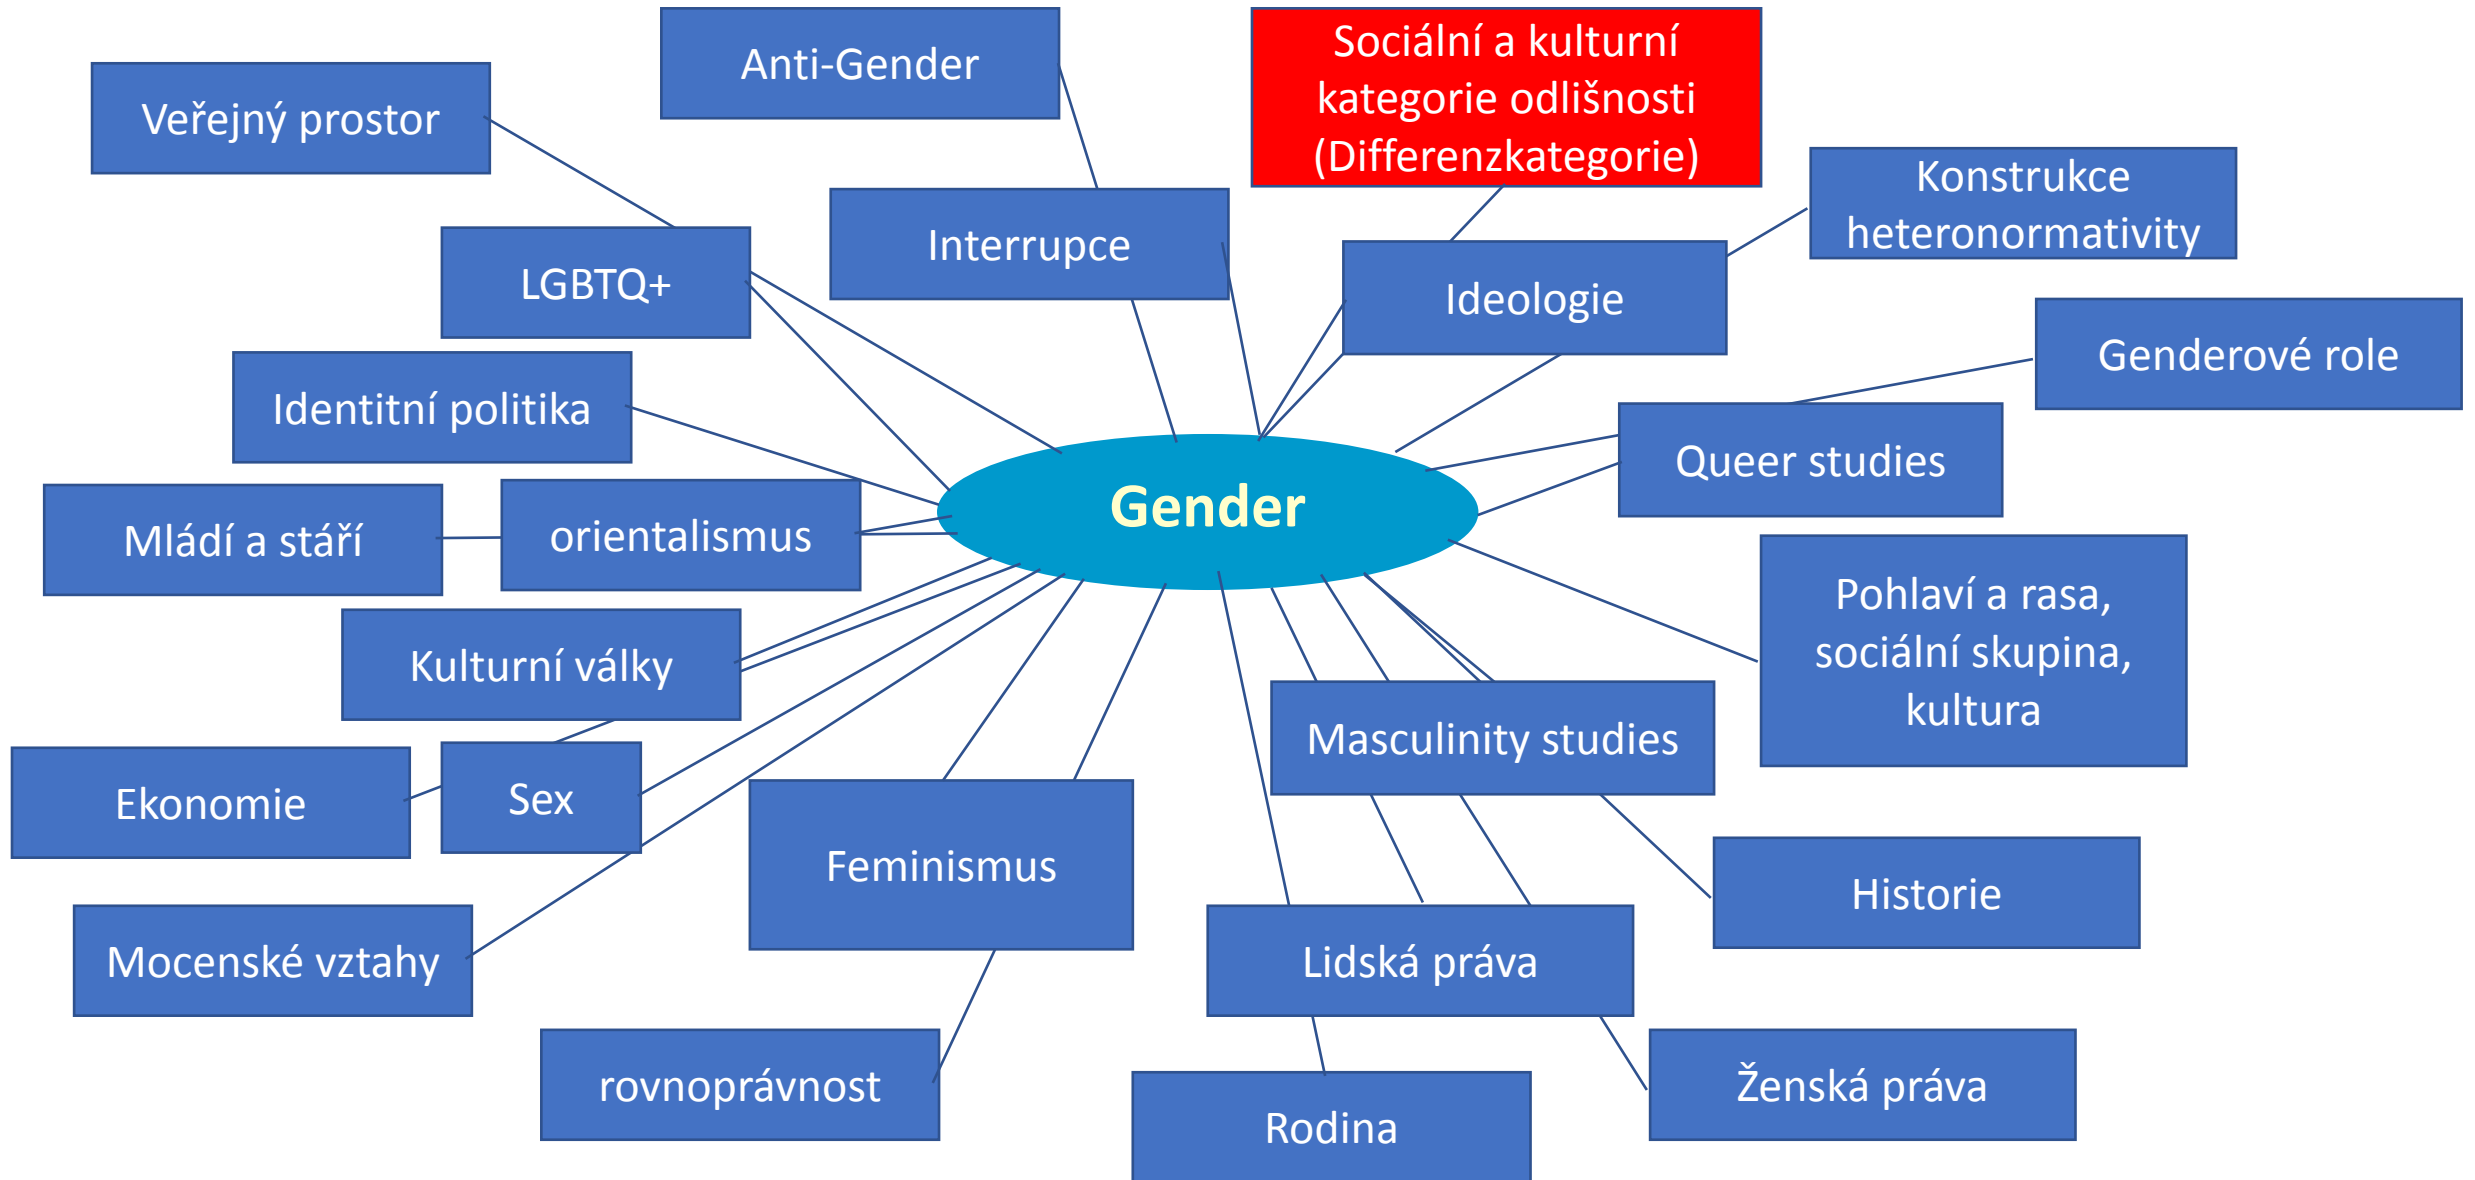 Anti-Gender
Sociální a kulturní
kategorie odlišnosti
(Differenzkategorie)
Veřejný prostor
Konstrukce
heteronormativity
Interrupce
LGBTQ+
Ideologie
Genderové role
Identitní politika
Queer studies
Gender
Mládí a stáří
orientalismus
Pohlaví a rasa,
sociální skupina,
kultura
Kulturní války
Masculinity studies
Ekonomie
Sex
Feminismus
Historie
Mocenské vztahy
Lidská práva
rovnoprávnost
Ženská práva
Rodina